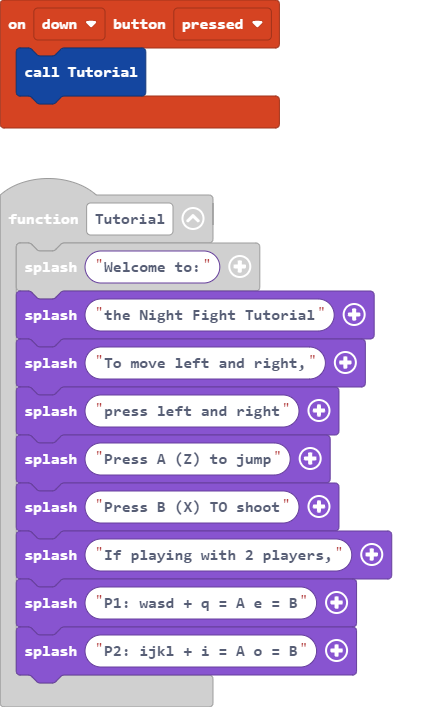 on down button pressed
call Tutorial
function Tutorial
splash "Welcome to:"
splash "the Night Fight Tutorial"
splash "To move left and right,"
splash "press left and right"
splash "Press A (Z) to jump"
splash "Press B (X) TO shoot"
splash "If playing with 2 players,"
splash "P1: wasd + q = A e = B"
splash "P2: ijkl + i = A o = B"